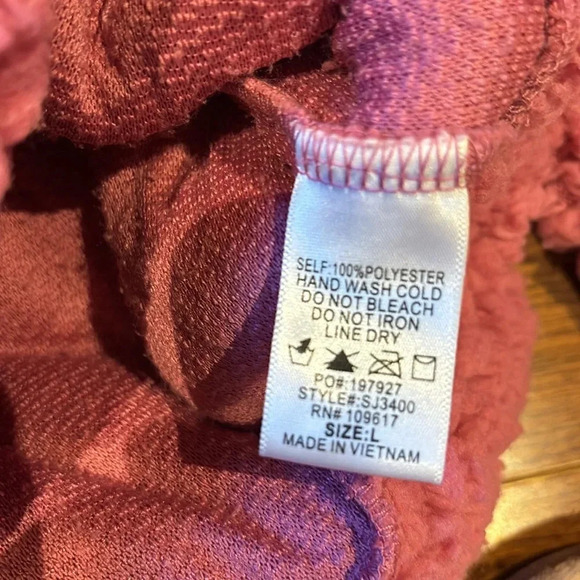 SELF:100%POLYESTER
HAND WASH COLD
DO NOT BLEACH
DO NOT IRON
LINE DRY
PO#:197927
STYLE#:SJ3400
RN# 109617
SIZE:L
MADE IN VIETNAM